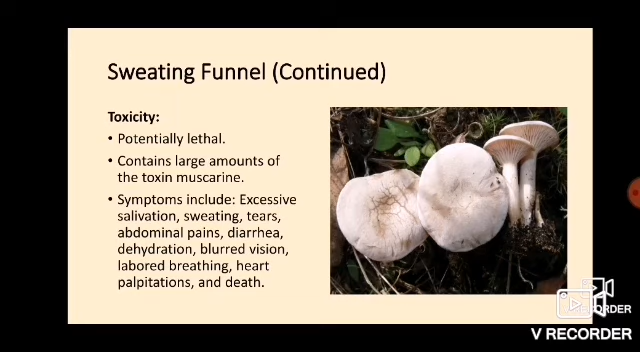 Sweating Funnel (Continued)
Toxicity:
• Potentially lethal.
• Contains large amounts of
the toxin muscarine.
• Symptoms include: Excessive
salivation, sweating, tears,
abdominal pains, diarrhea,
dehydration, blurred vision,
labored breathing, heart
palpitations, and death.
V RECORDER